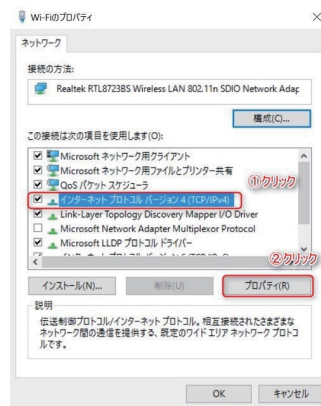 Wi-Fiのプロパティ
ネットワーク
接続の方法:
Realtek RTL8723BS Wireless LAN 802.11n SDIO Network Adap
構成(C)...
この接続は次の項目を使用します(O):
Microsoft ネットワーク用クライアント
Microsoft ネットワーク用ファイルとプリンター共有
QoS パケット スケジューラ
①クリック
インターネット プロトコル バージョン 4 (TCP/IPv4)
Link-Layer Topology Discovery Mapper I/O Driver
Microsoft Network Adapter Multiplexor Protocol
Microsoft LLDP プロトコル ドライバー
②クリック
インストール(N)...
削除(U)
プロパティ(R)
説明
伝送制御プロトコル/インターネット プロトコル。相互接続されたさまざまな
ネットワーク間の通信を提供する、既定のワイド エリア ネットワーク プロトコ
ルです。
OK
キャンセル